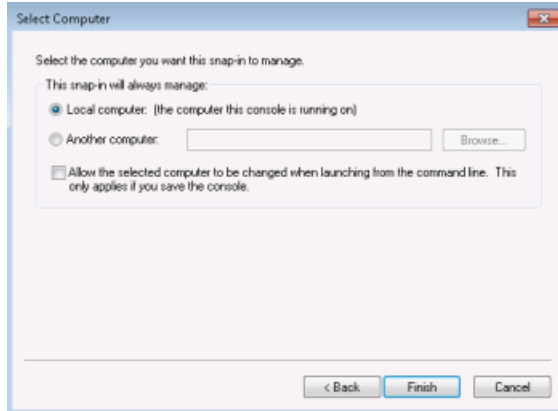 Select Computer
Select the computer you want this snap-in to manage.
This snap-in will always manage:
Local computer: (the computer this console is running on)
Another computer:
Browse...
Allow the selected computer to be changed when launching from the command line. This
only applies if you save the console.
< Back
Finish
Cancel